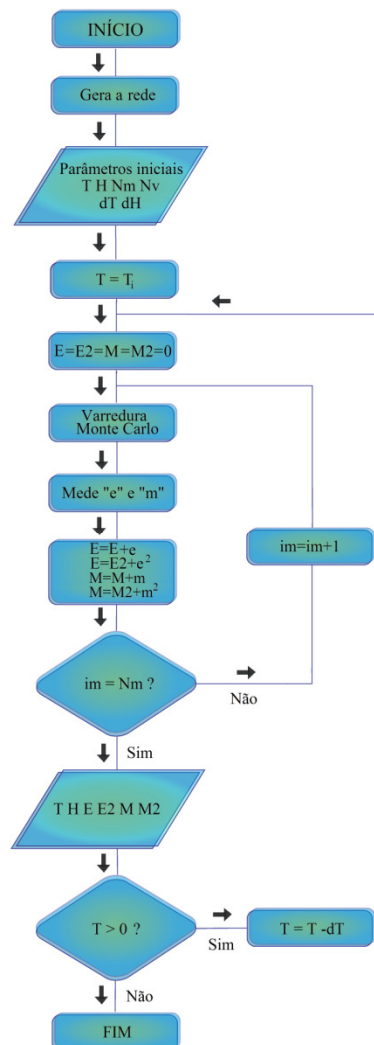 INÍCIO
Gera a rede
Parâmetros iniciais
T H Nm Nv
dT dH
T = Ti
E=E2=M=M2=0
Varredura
Monte Carlo
Mede "e" e "m"
E=E+e
E=E2+e²
M=M+m
M=M2+m²
im=im+1
im = Nm ?
Não
Sim
T H E E2 M M2
T > 0 ?
Sim
T = T -dT
Não
FIM